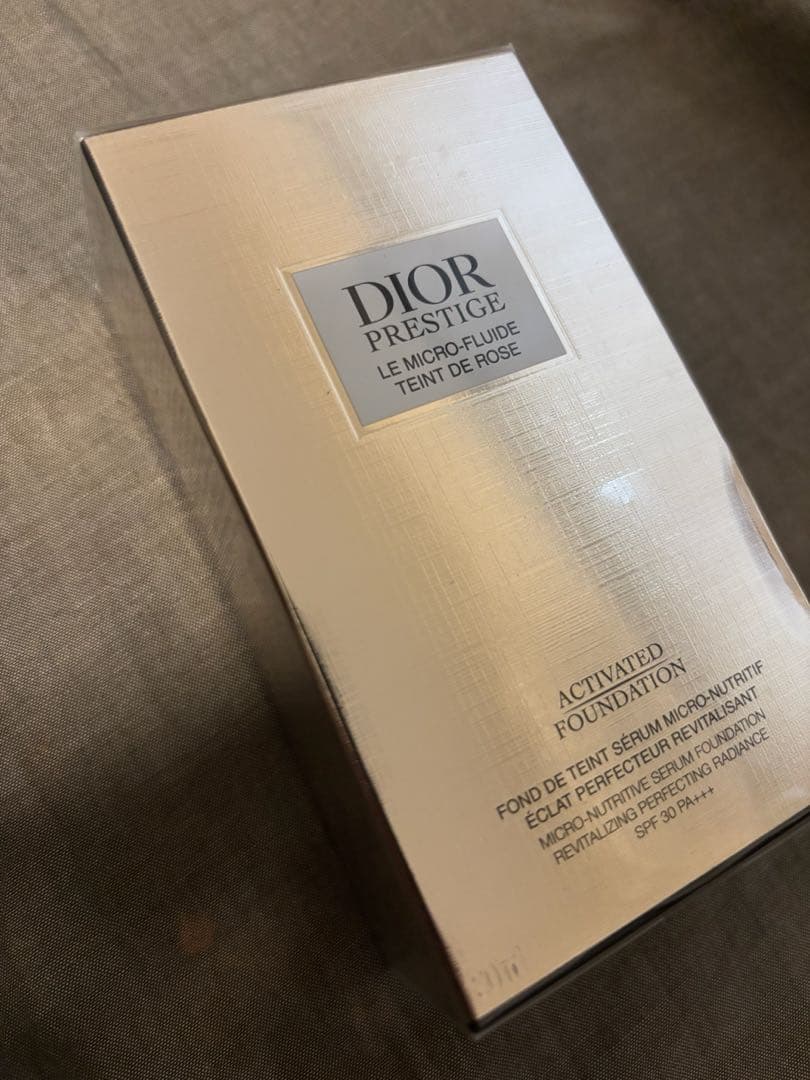 DIOR
PRESTIGE
LE MICRO-FLUIDE
TEINT DE ROSE
ACTIVATED
FOUNDATION
FOND DE TEINT SÉRUM MICRO-NUTRITIF
ÉCLAT PERFECTEUR REVITALISANT
MICRO-NUTRITIVE SERUM FOUNDATION
REVITALIZING PERFECTING RADIANCE
SPF 30 PA+++